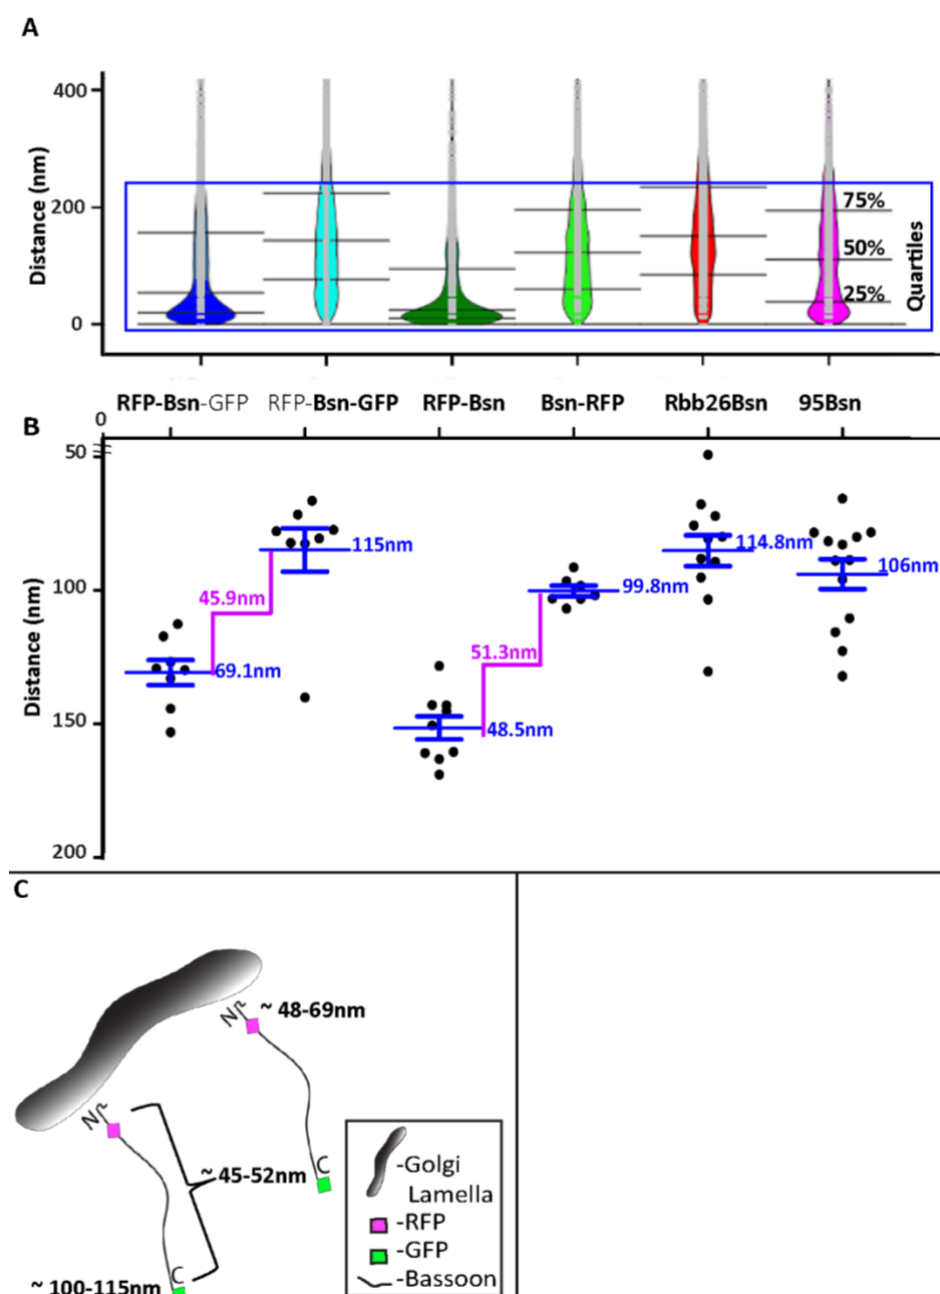 A
Distance (nm)
400
200
0
75%
50%
25%
Quartiles
RFP-Bsn-GFP RFP-Bsn-GFP RFP-Bsn Bsn-RFP Rbb26Bsn 95Bsn
B
Distance (nm)
0
50
100
150
200
115nm
45.9nm
69.1nm
51.3nm
48.5nm
99.8nm
114.8nm
106nm
C
N
~ 48-69nm
N
~ 45-52nm
C
C
~ 100-115nm
-Golgi
Lamella
-RFP
-GFP
-Bassoon